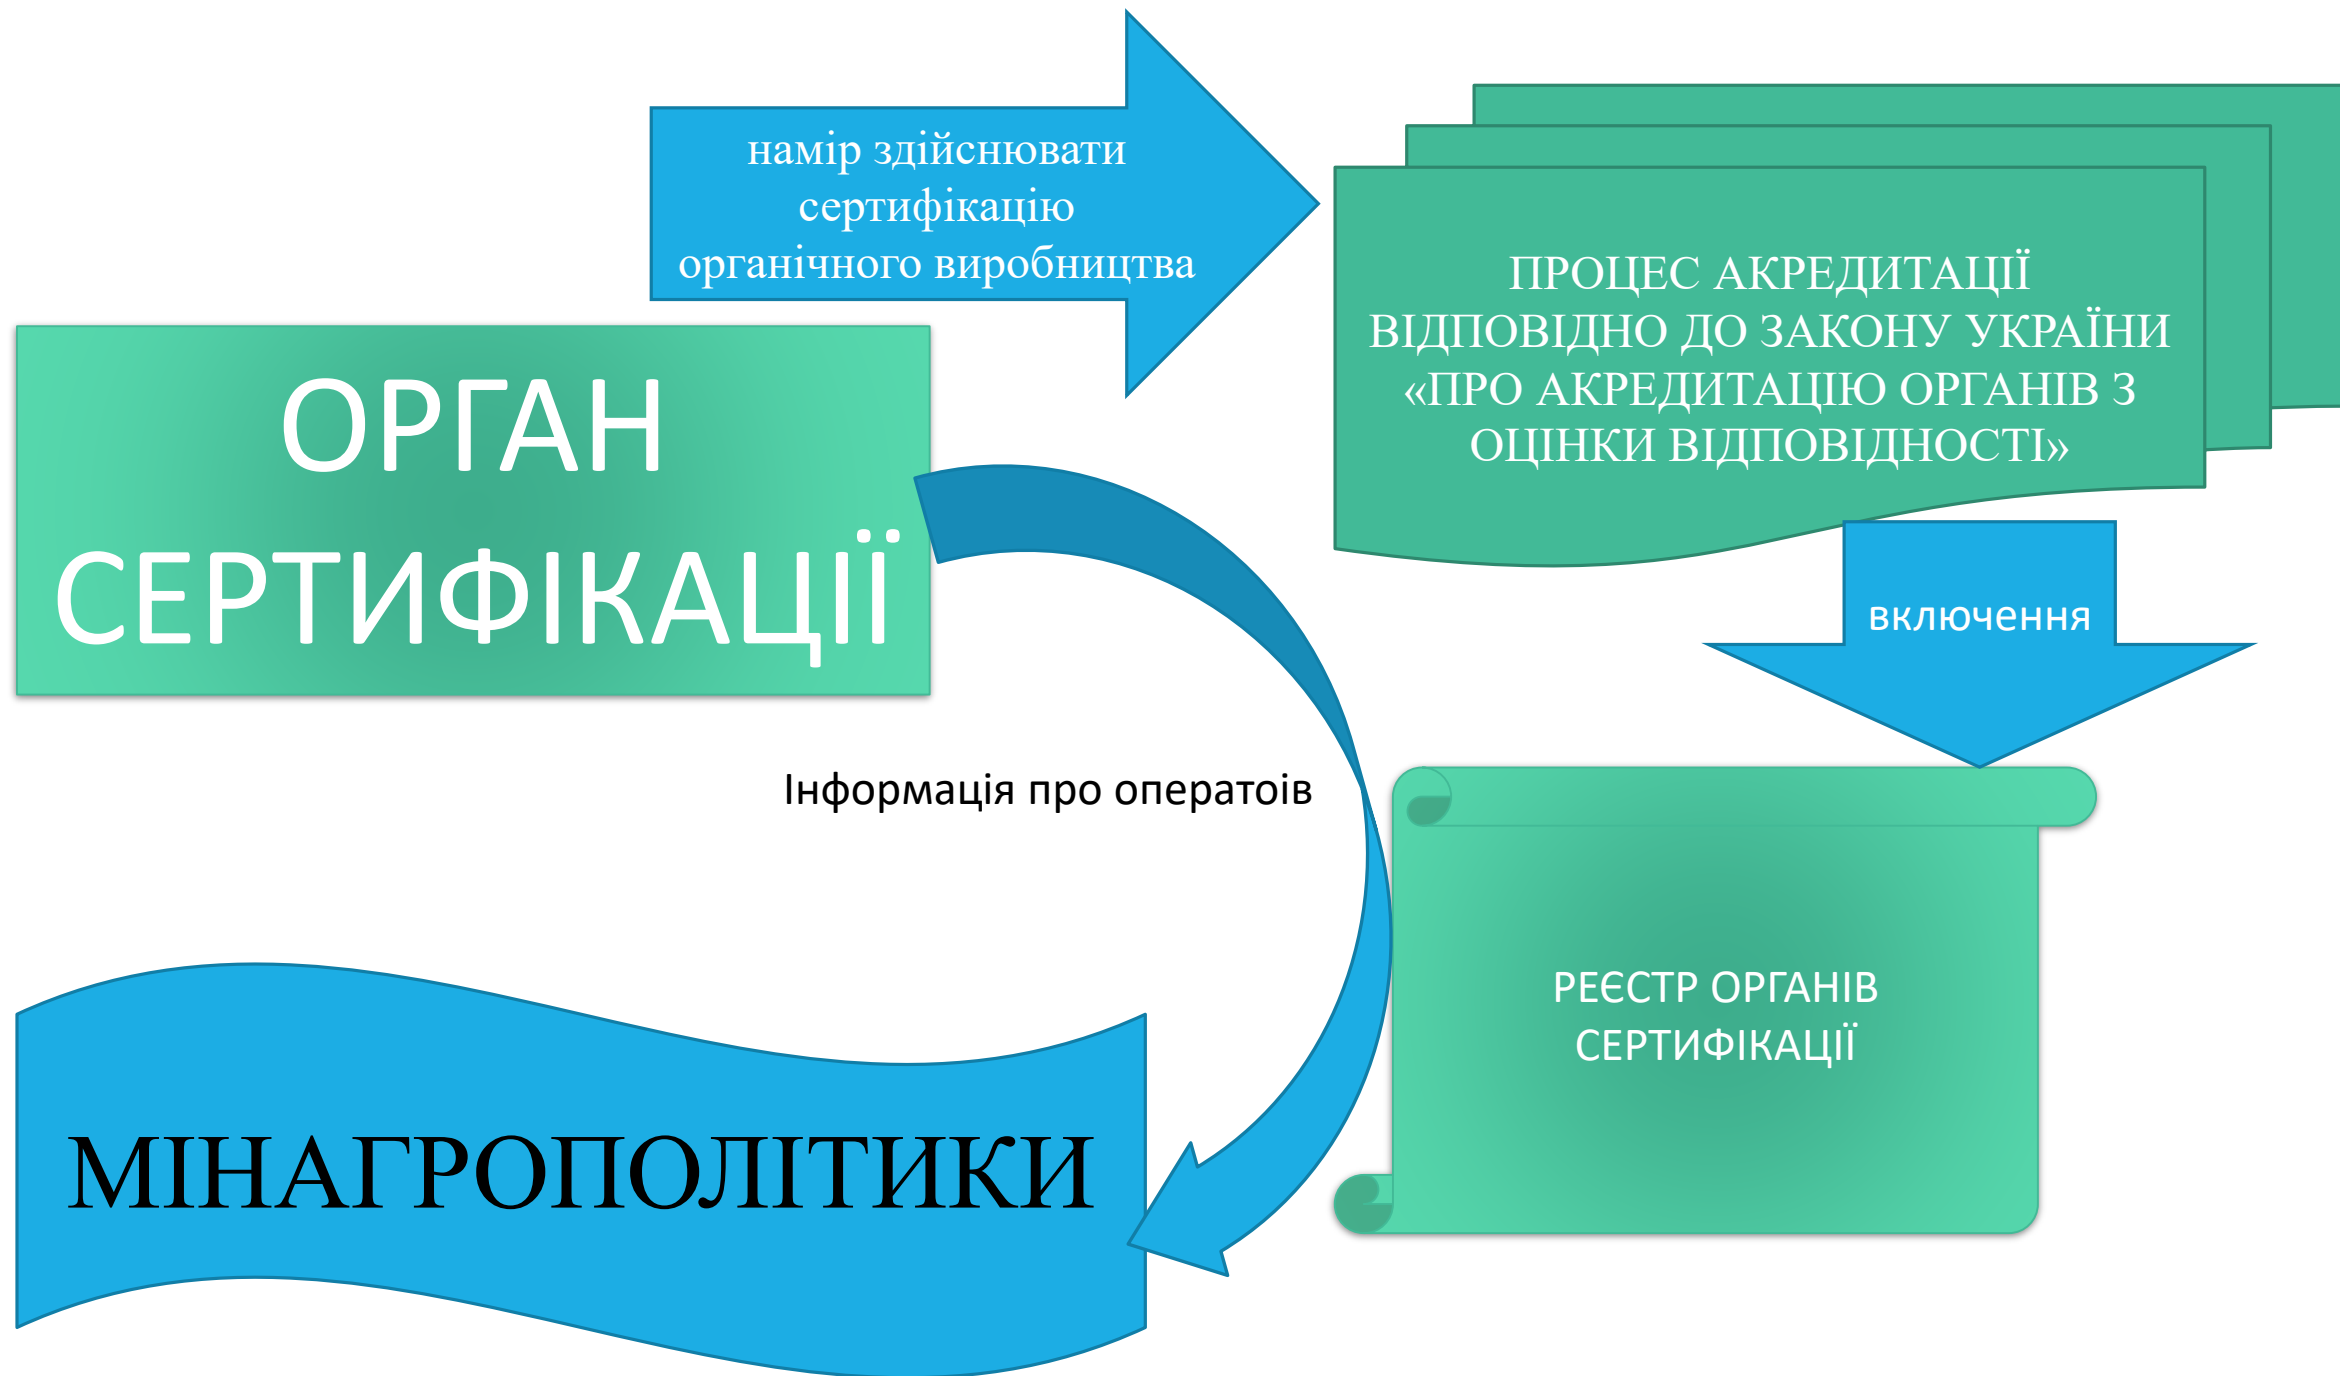 намір здійснювати
сертифікацію
органічного виробництва
ПРОЦЕС АКРЕДИТАЦІЇ
ВІДПОВІДНО ДО ЗАКОНУ УКРАЇНИ
«ПРО АКРЕДИТАЦІЮ ОРГАНІВ З
ОЦІНКИ ВІДПОВІДНОСТІ»
ОРГАН
СЕРТИФІКАЦІЇ
включення
Інформація про оператоів
РЕЄСТР ОРГАНІВ
СЕРТИФІКАЦІЇ
МІНАГРОПОЛІТИКИ